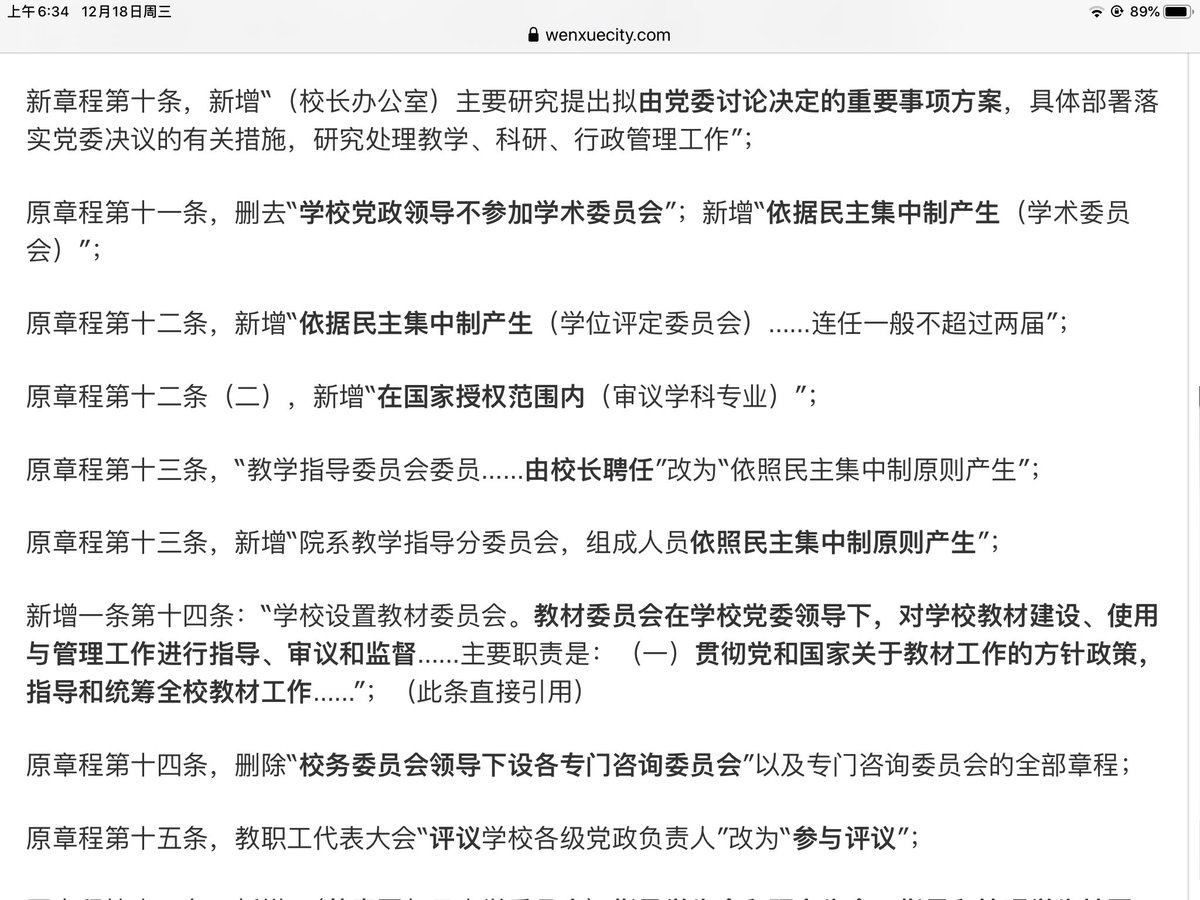 上午6:34 12月18日周三
89%
wenxuecity.com
新章程第十条，新增“（校长办公室）主要研究提出拟由党委讨论决定的重要事项方案，具体部署落
实党委决议的有关措施，研究处理教学、科研、行政管理工作”；
原章程第十一条，删去“学校党政领导不参加学术委员会”；新增“依据民主集中制产生（学术委员
会）”；
原章程第十二条，新增“依据民主集中制产生（学位评定委员会）……连任一般不超过两届”；
原章程第十二条（二），新增“在国家授权范围内（审议学科专业）”；
原章程第十三条，“教学指导委员会委员……由校长聘任”改为“依照民主集中制原则产生”；
原章程第十三条，新增“院系教学指导分委员会，组成人员依照民主集中制原则产生”；
新增一条第十四条：“学校设置教材委员会。教材委员会在学校党委领导下，对学校教材建设、使用
与管理工作进行指导、审议和监督……主要职责是：（一）贯彻党和国家关于教材工作的方针政策，
指导和统筹全校教材工作……”；（此条直接引用）
原章程第十四条，删除“校务委员会领导下设各专门咨询委员会”以及专门咨询委员会的全部章程；
原章程第十五条，教职工代表大会“评议学校各级党政负责人”改为“参与评议”；